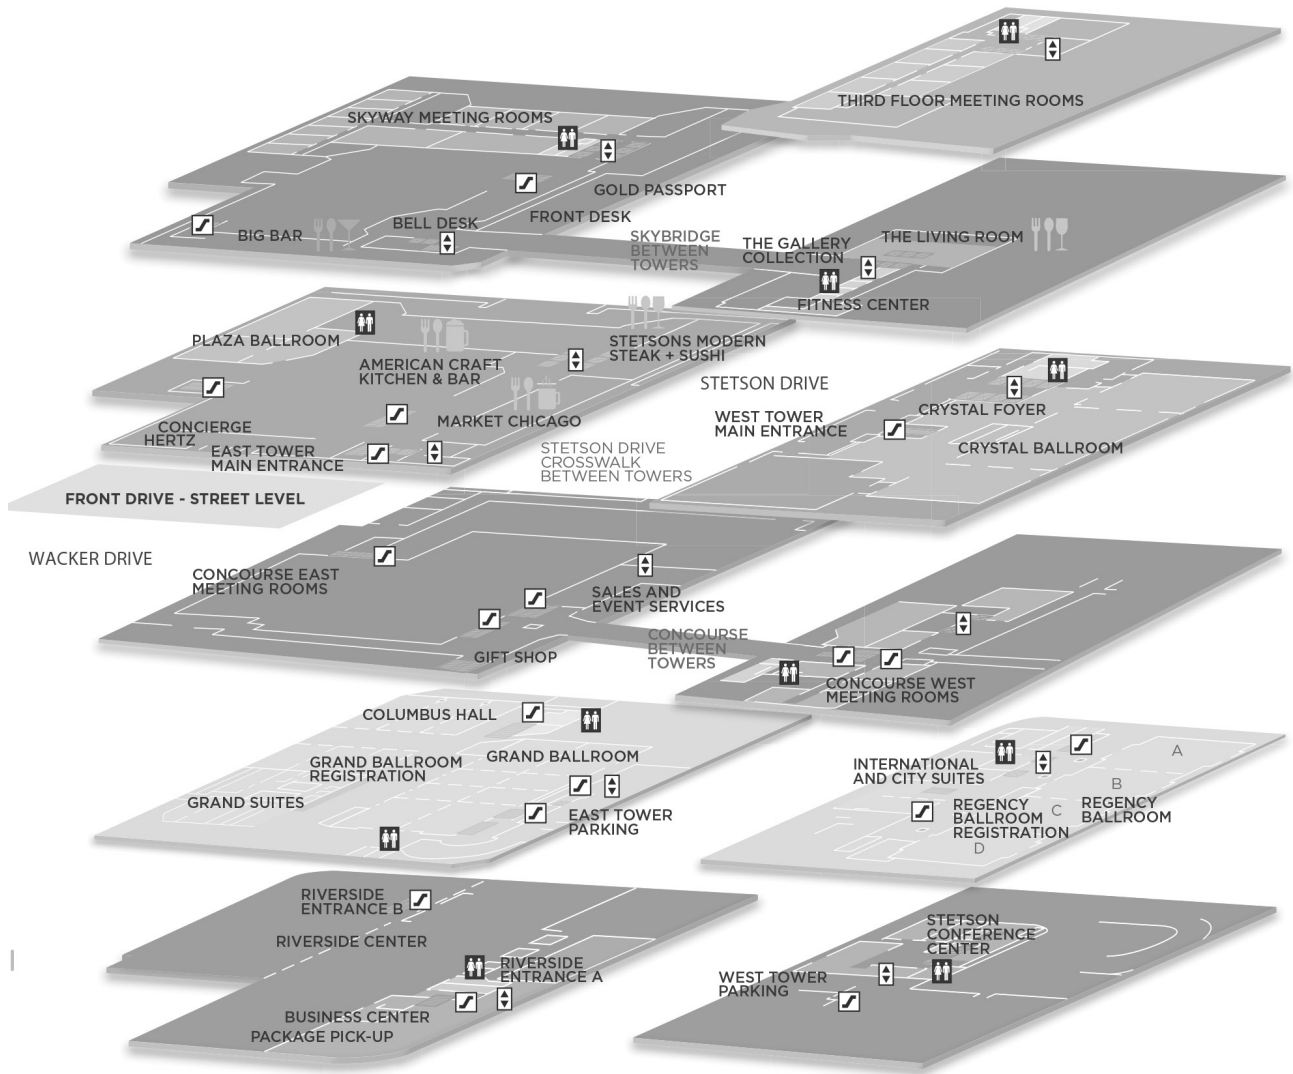 THIRD FLOOR MEETING ROOMS
SKYWAY MEETING ROOMS
GOLD PASSPORT
FRONT DESK
BELL DESK
BIG BAR
SKYBRIDGE
BETWEEN
TOWERS
THE GALLERY
COLLECTION
THE LIVING ROOM
FITNESS CENTER
PLAZA BALLROOM
AMERICAN CRAFT
KITCHEN & BAR
STETSONS MODERN
STEAK + SUSHI
MARKET CHICAGO
CONCIERGE
HERTZ
EAST TOWER
MAIN ENTRANCE
STETSON DRIVE
WEST TOWER
MAIN ENTRANCE
CRYSTAL FOYER
CRYSTAL BALLROOM
STETSON DRIVE
CROSSWALK
BETWEEN TOWERS
FRONT DRIVE - STREET LEVEL
WACKER DRIVE
CONCOURSE EAST
MEETING ROOMS
SALES AND
EVENT SERVICES
GIFT SHOP
CONCOURSE
BETWEEN
TOWERS
CONCOURSE WEST
MEETING ROOMS
COLUMBUS HALL
GRAND BALLROOM
GRAND BALLROOM
REGISTRATION
GRAND SUITES
EAST TOWER
PARKING
INTERNATIONAL
AND CITY SUITES
A
B
C
D
REGENCY
BALLROOM
REGISTRATION
REGENCY
BALLROOM
RIVERSIDE
ENTRANCE B
RIVERSIDE CENTER
RIVERSIDE
ENTRANCE A
BUSINESS CENTER
PACKAGE PICK-UP
STETSON
CONFERENCE
CENTER
WEST TOWER
PARKING